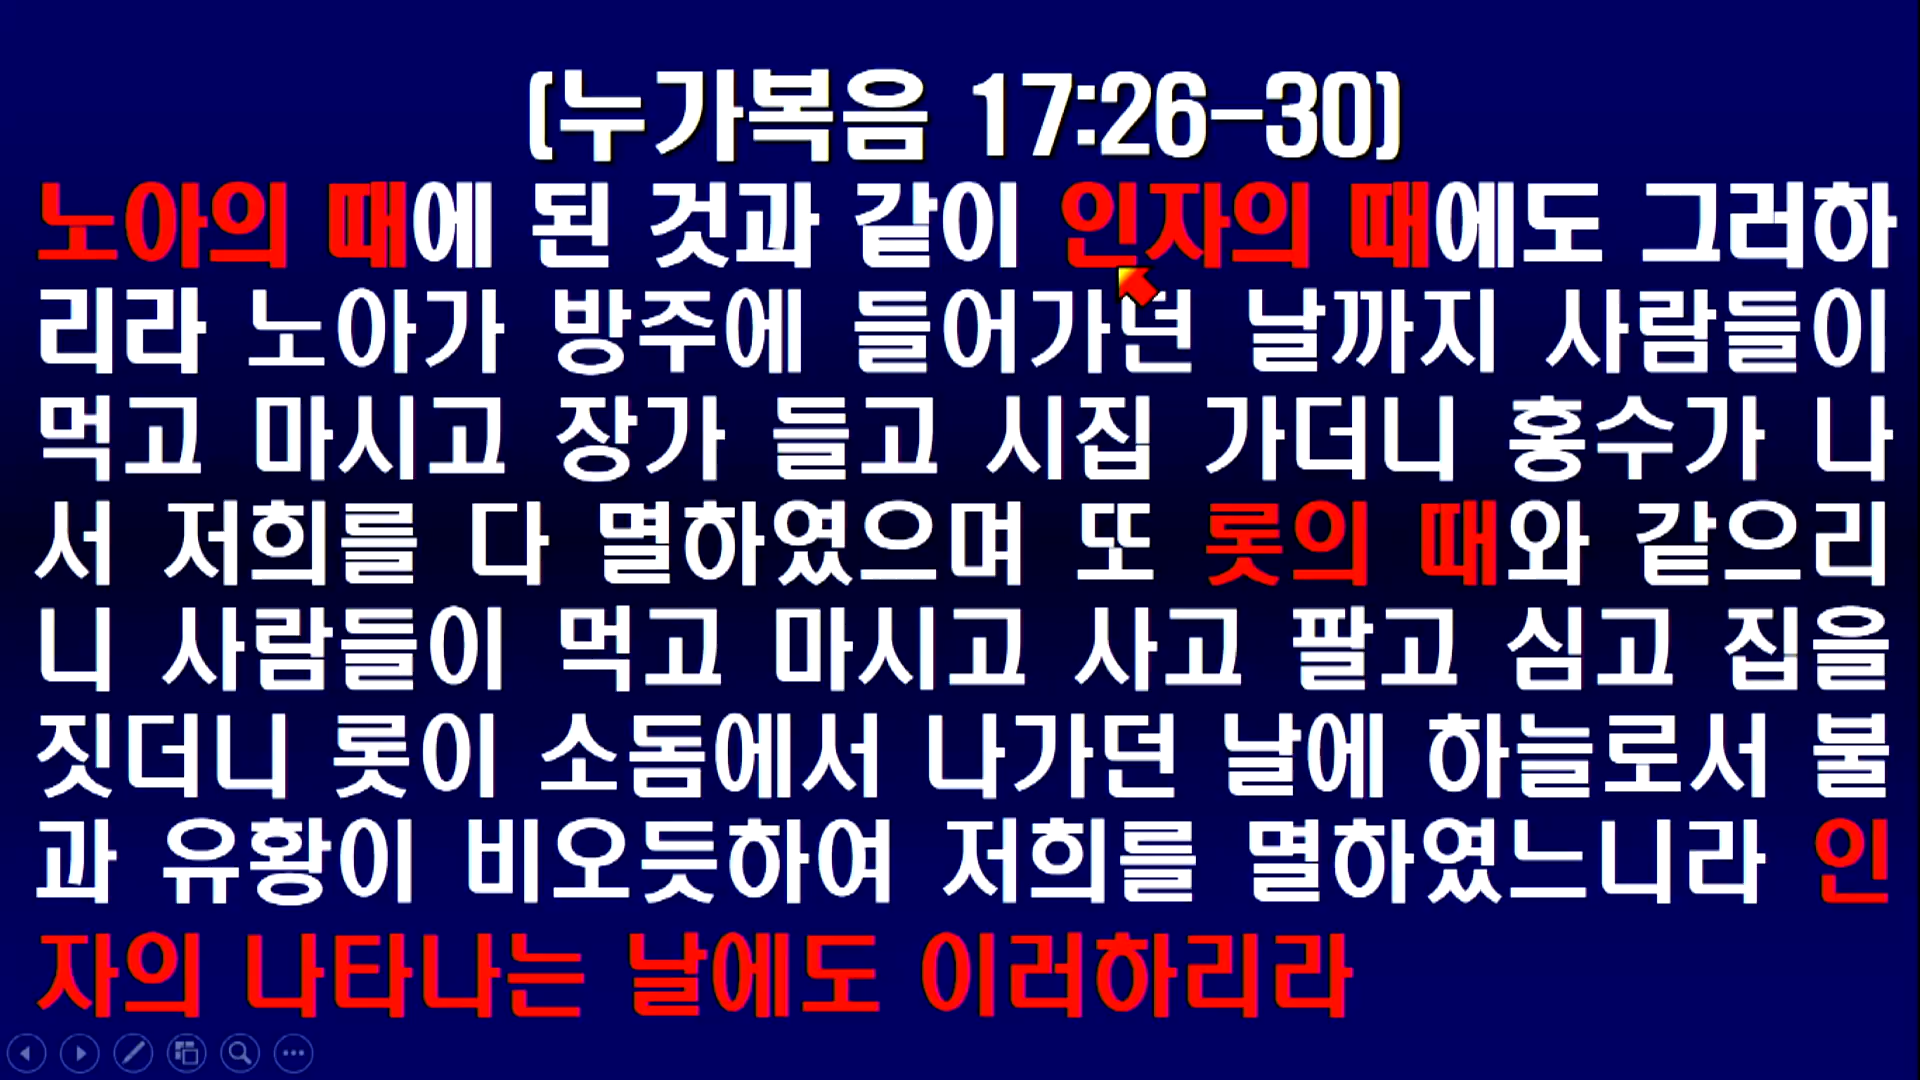 (누가복음 17:26-30)
노아의 때에 된 것과 같이 인자의 때에도 그러하
리라 노아가 방주에 들어가던 날까지 사람들이
먹고 마시고 장가 들고 시집 가더니 홍수가 나
서 저희를 다 멸하였으며 또 롯의 때와 같으리
니 사람들이 먹고 마시고 사고 팔고 심고 집을
짓더니 롯이 소돔에서 나가던 날에 하늘로서 불
과 유황이 비오듯하여 저희를 멸하였느니라 인
자의 나타나는 날에도 이러하리라